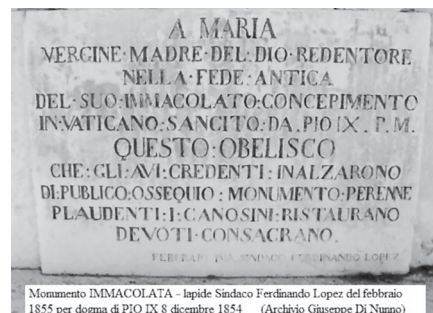 A MARIA
VERGINE·MADRE·DEL·DIO·REDENTORE
NELLA·FEDE·ANTICA
DEL·SUO·IMMACOLATO·CONCEPIMENTO
IN·VATICANO·SANCITO·DA·PIO IX. P. M.
QUESTO·OBELISCO
CHE·GLI·AVI·CREDENTI·INALZARONO
DI·PUBLICO·OSSEQUIO·MONUMENTO·PERENNE
PLAUDENTI·I·CANOSINI·RISTAURANO
DEVOTI·CONSACRANO.
SINDACO FERDINANDO LOPEZ
Monumento IMMACOLATA - lapide Sindaco Ferdinando Lopez del febbraio
1855 per dogma di PIO IX 8 dicembre 1854 (Archivio Giuseppe Di Nunno)